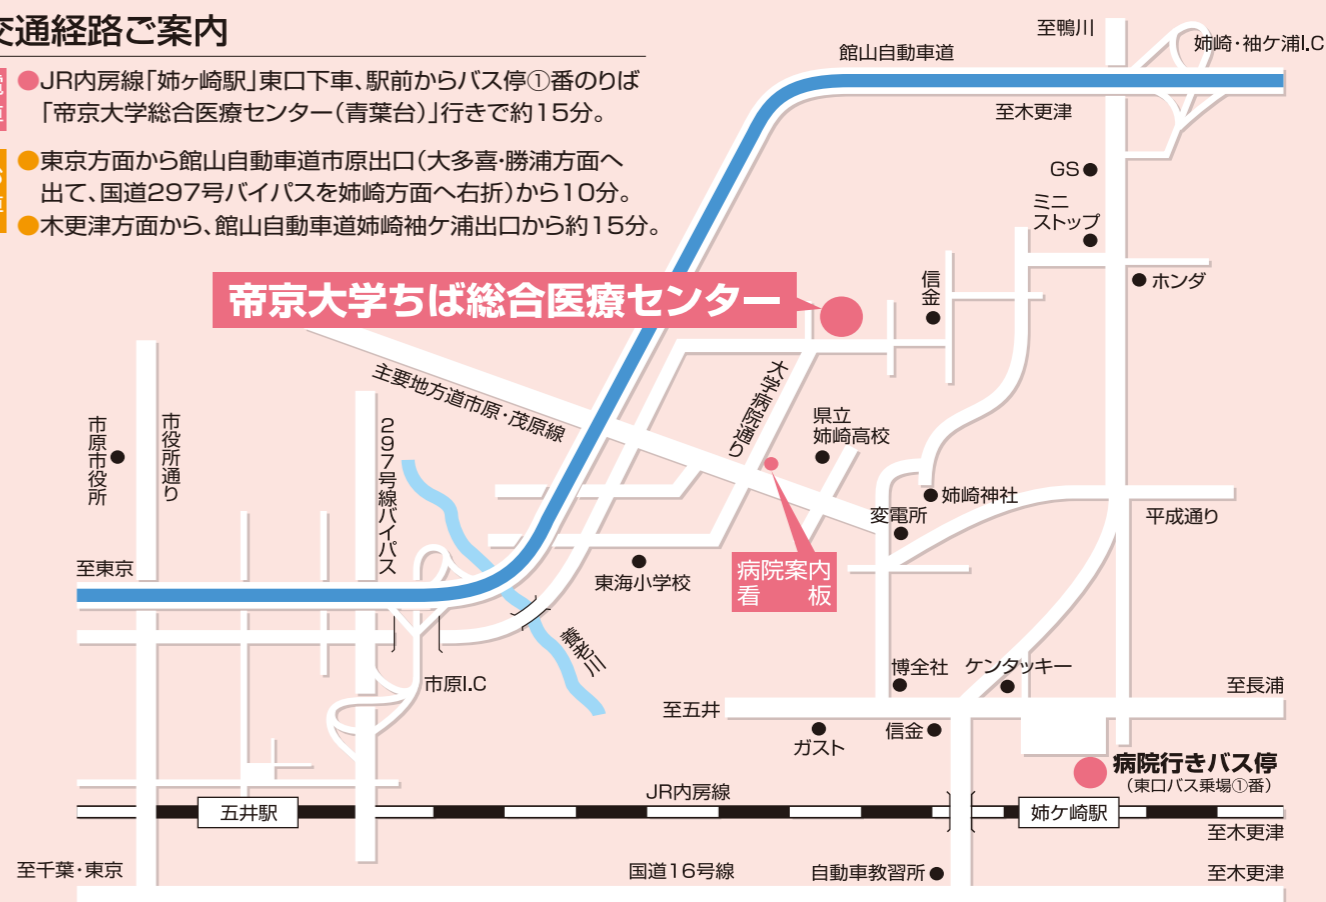 交通経路ご案内
●JR内房線「姉ヶ崎駅」東口下車、駅前からバス停①番のりば
「帝京大学総合医療センター(青葉台)」行きで約15分。
●東京方面から館山自動車道市原出口(大多喜・勝浦方面へ
出て、国道297号バイパスを姉崎方面へ右折)から10分。
●木更津方面から、館山自動車道姉崎袖ケ浦出口から約15分。
至鴨川
館山自動車道
姉崎・袖ケ浦I.C
至木更津
GS
ミニ
ストップ
信金
ホンダ
帝京大学ちば総合医療センター
主要地方道市原・茂原線
大学病院通り
県立
姉崎高校
市原市役所
市役所通り
297号線バイパス
姉崎神社
変電所
平成通り
至東京
東海小学校
病院案内
看 板
養老川
市原I.C
博全社
ケンタッキー
至長浦
至五井
信金
ガスト
病院行きバス停
(東口バス乗場①番)
JR内房線
五井駅
姉ケ崎駅
至木更津
至千葉・東京
国道16号線
自動車教習所
至木更津